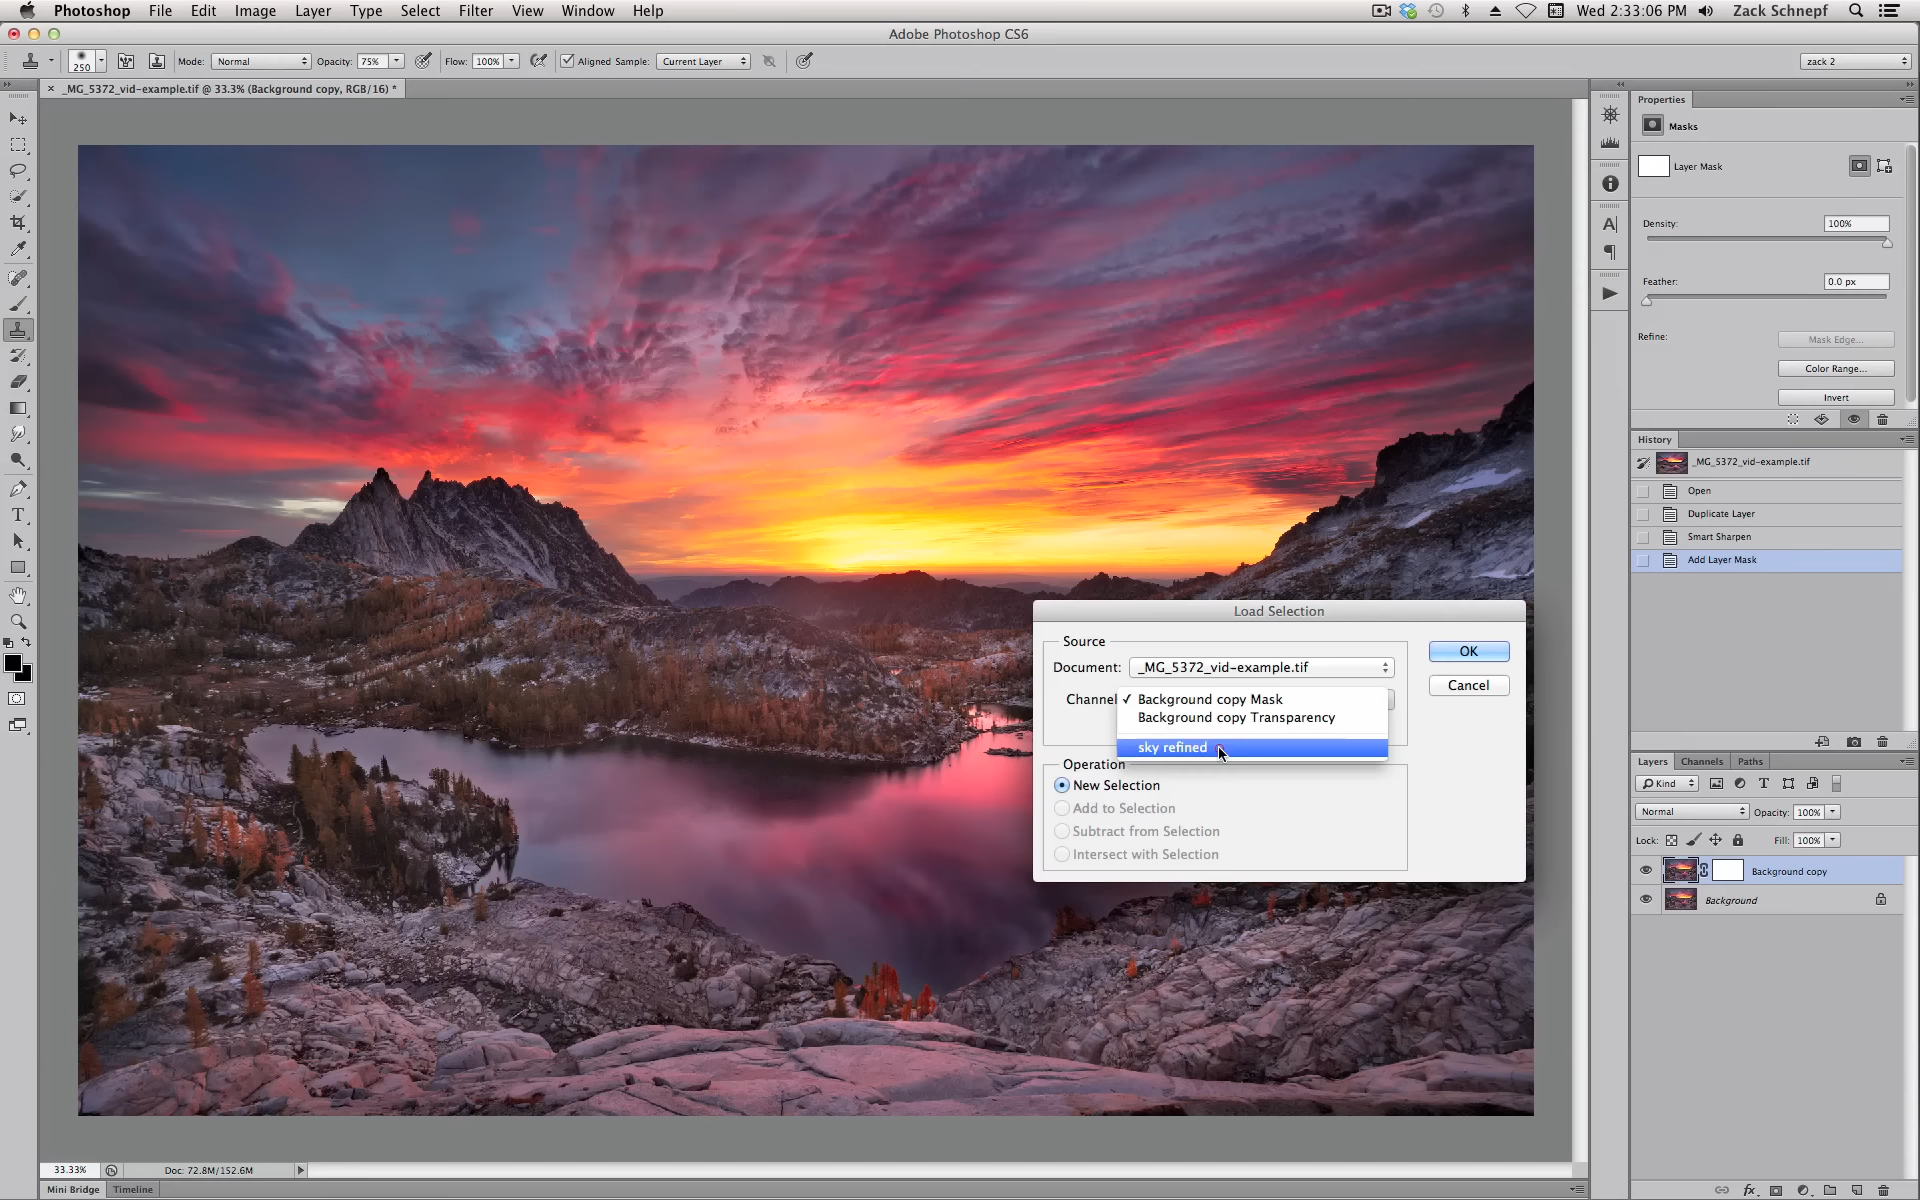 Photoshop File Edit Image Layer Type Select Filter View Window Help Wed 2:33:06 PM Zack Schnepf
Adobe Photoshop CS6
250 Mode: Normal Opacity: 75% Flow: 100% Aligned Sample: Current Layer zack 2
_MG_5372_vid-example.tif @ 33.3% (Background copy, RGB/16) *
Properties
Masks
Layer Mask
Density: 100%
Feather: 0.0 px
Refine: Mask Edge...
Color Range...
Invert
History
_MG_5372_vid-example.tif
Open
Duplicate Layer
Smart Sharpen
Add Layer Mask
Load Selection
Source
Document: _MG_5372_vid-example.tif
Channel ✓ Background copy Mask
Background copy Transparency
sky refined
Operation
New Selection
Add to Selection
Subtract from Selection
Intersect with Selection
OK
Cancel
Layers Channels Paths
Kind
Normal Opacity: 100%
Lock: Fill: 100%
Background copy
Background
33.33% Doc: 72.8M/152.6M
Mini Bridge Timeline